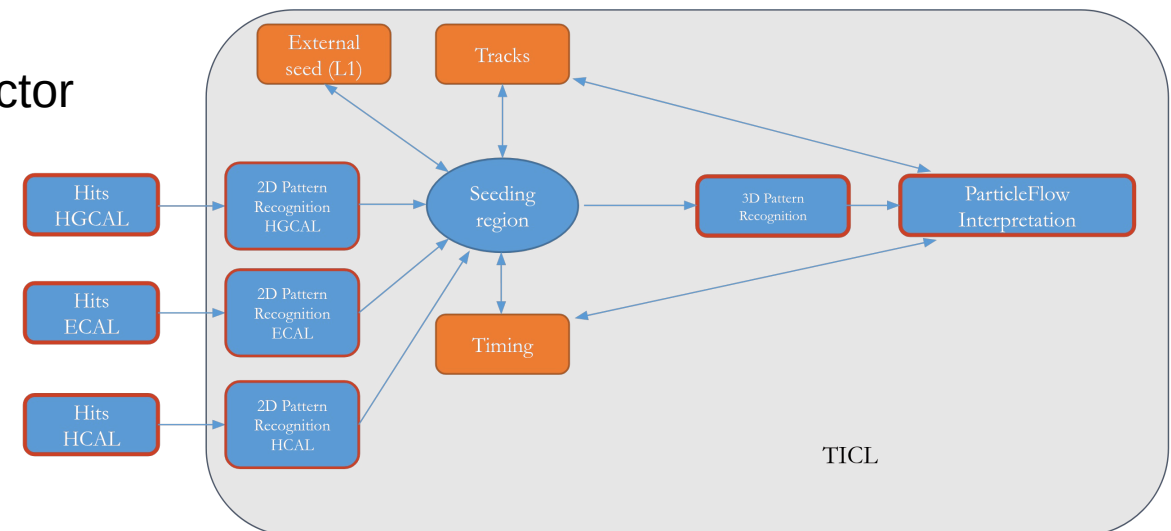 ctor
External
seed (L1)
Tracks
Hits
HGCAL
2D Pattern
Recognition
HGCAL
Seeding
region
3D Pattern
Recognition
ParticleFlow
Interpretation
Hits
ECAL
2D Pattern
Recognition
ECAL
Timing
Hits
HCAL
2D Pattern
Recognition
HCAL
TICL